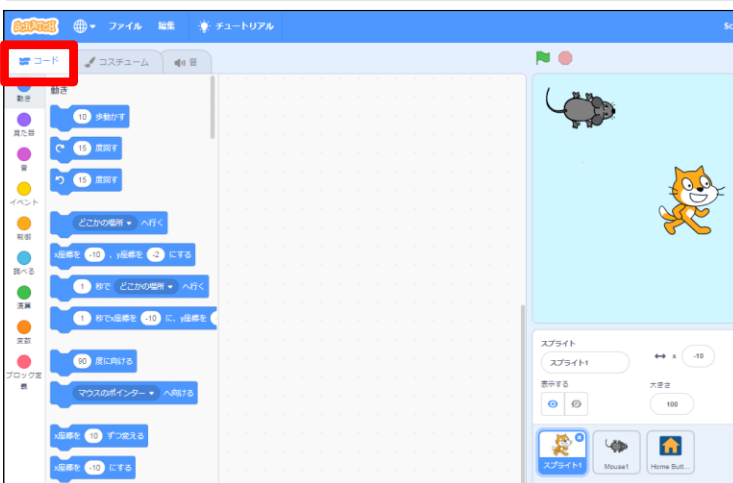 SCRATCH ファイル 編集 チュートリアル Sc
コード コスチューム 音
動き
動き
見た目
音
イベント
制御
調べる
演算
変数
ブロック定
義
10 歩動かす
15 度回す
15 度回す
どこかの場所 へ行く
x座標を -10 、y座標を -2 にする
1 秒で どこかの場所 へ行く
1 秒でx座標を -10 に、y座標を
90 度に向ける
マウスのポインター へ向ける
x座標を 10 ずつ変える
x座標を -10 にする
スプライト
スプライト1 x -10
表示する 大きさ
100
スプライト1 Mouse1 Home Butt...